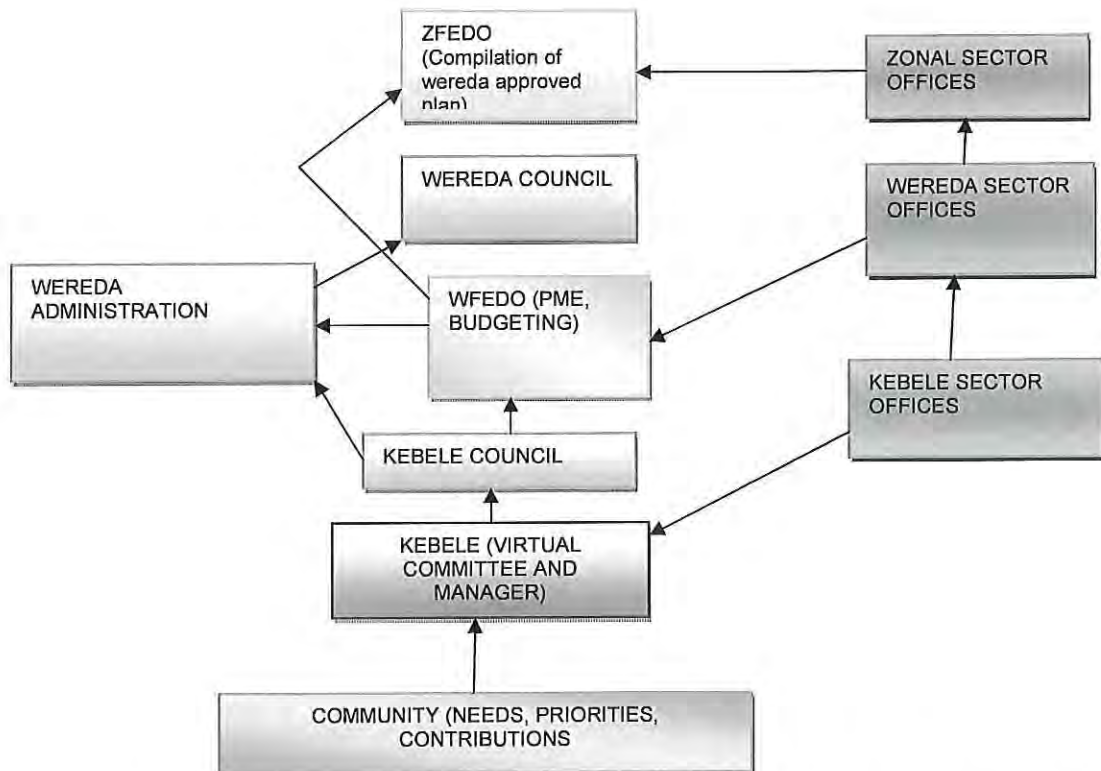 ZFEDO
(Compilation of
wereda approved
plan)
ZONAL SECTOR
OFFICES
WEREDA COUNCIL
WEREDA SECTOR
OFFICES
WEREDA
ADMINISTRATION
WFEDO (PME,
BUDGETING)
KEBELE SECTOR
OFFICES
KEBELE COUNCIL
KEBELE (VIRTUAL
COMMITTEE AND
MANAGER)
COMMUNITY (NEEDS, PRIORITIES,
CONTRIBUTIONS